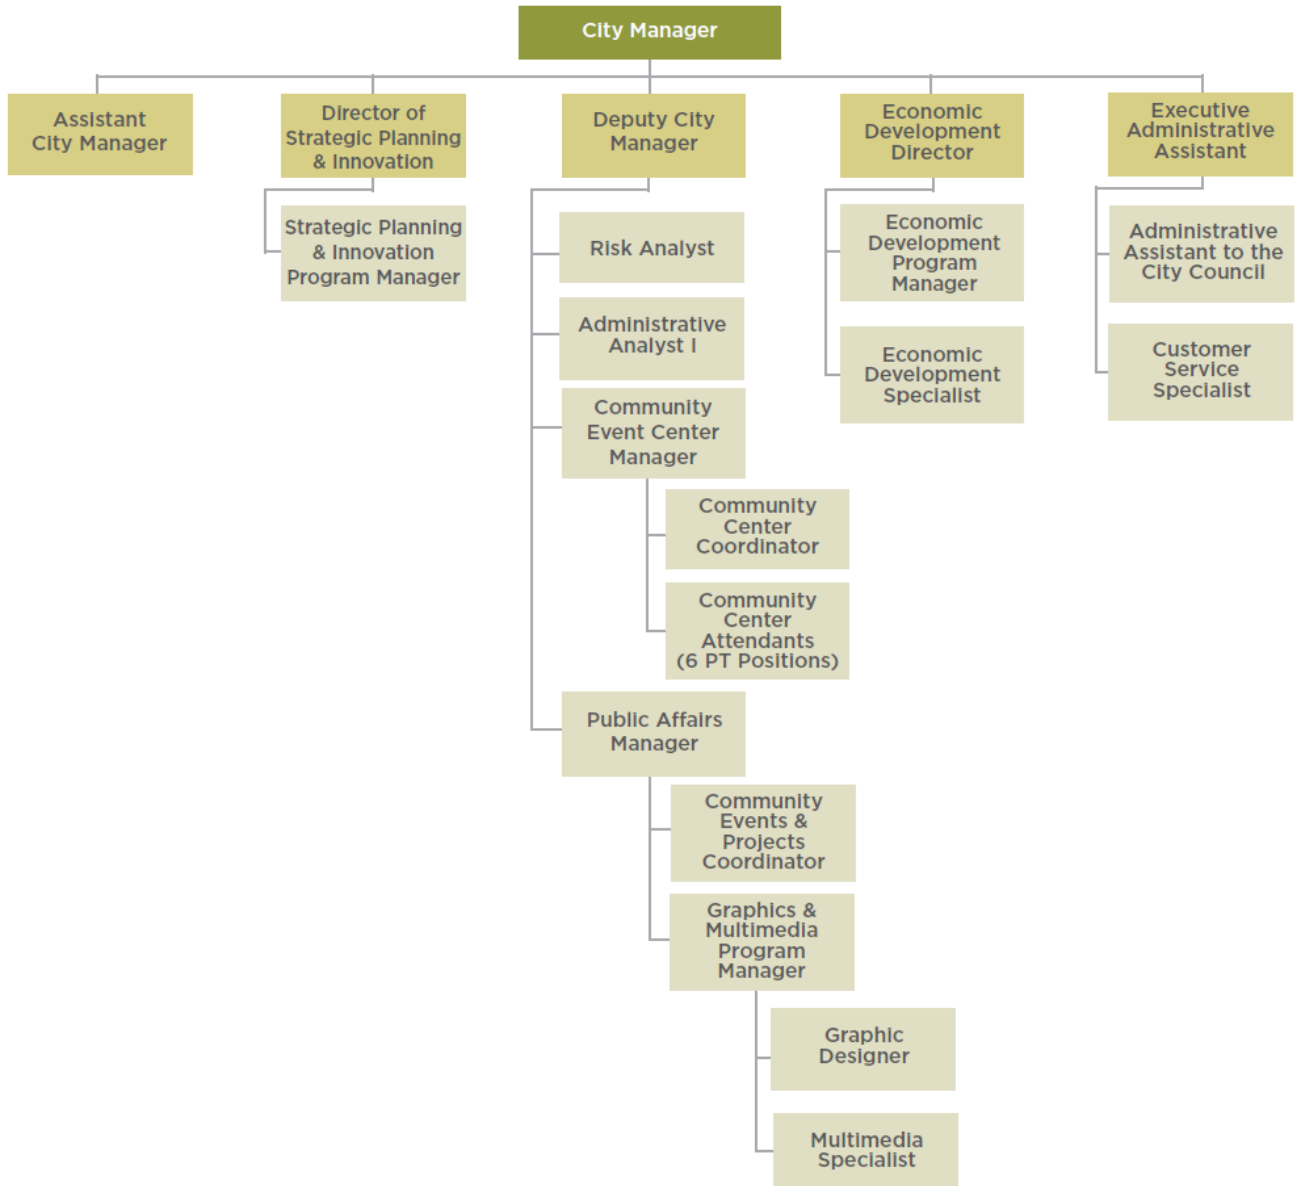 City Manager
Assistant
City Manager
Director of
Strategic Planning
& Innovation
Deputy City
Manager
Economic
Development
Director
Executive
Administrative
Assistant
Strategic Planning
& Innovation
Program Manager
Risk Analyst
Administrative
Analyst I
Community
Event Center
Manager
Community
Center
Coordinator
Community
Center
Attendants
(6 PT Positions)
Public Affairs
Manager
Community
Events &
Projects
Coordinator
Graphics &
Multimedia
Program
Manager
Graphic
Designer
Multimedia
Specialist
Economic
Development
Program
Manager
Economic
Development
Specialist
Administrative
Assistant to the
City Council
Customer
Service
Specialist